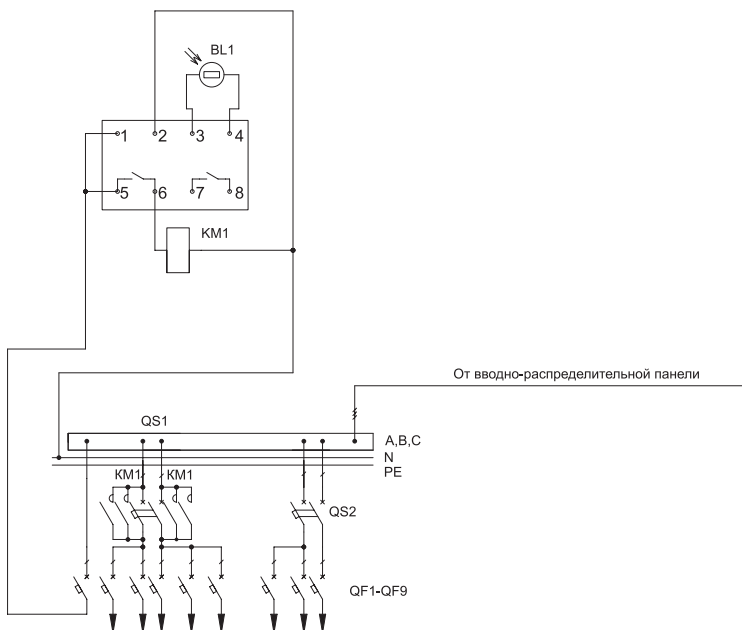 BL1
1 2 3 4
5 6 7 8
KM1
От вводно-распределительной панели
QS1
A,B,C
N
PE
KM1 KM1
QS2
QF1-QF9